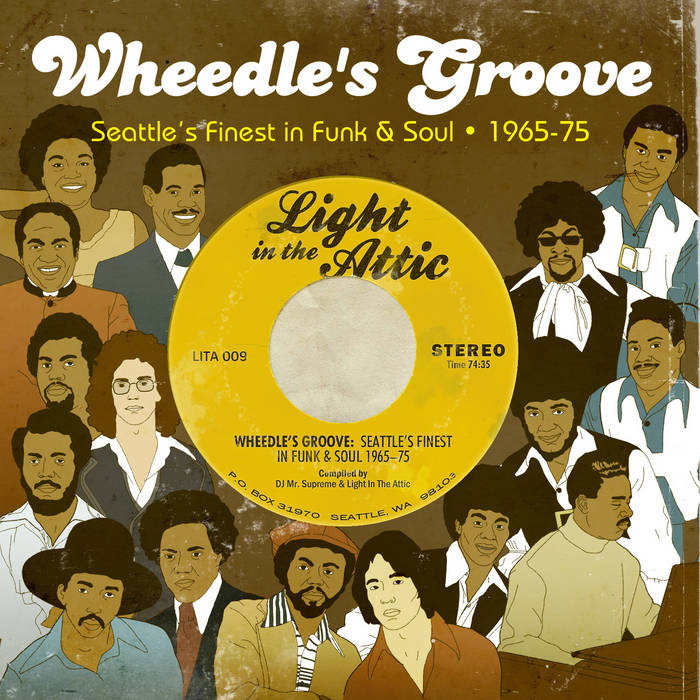 Wheedle's Groove
Seattle's Finest in Funk & Soul • 1965-75
Light
in the Attic
LITA 009
STEREO
Time 74:35
WHEEDLE'S GROOVE: SEATTLE'S FINEST
IN FUNK & SOUL 1965–75
Compiled by
DJ Mr. Supreme & Light In The Attic
P.O. BOX 31970 SEATTLE, WA 98103